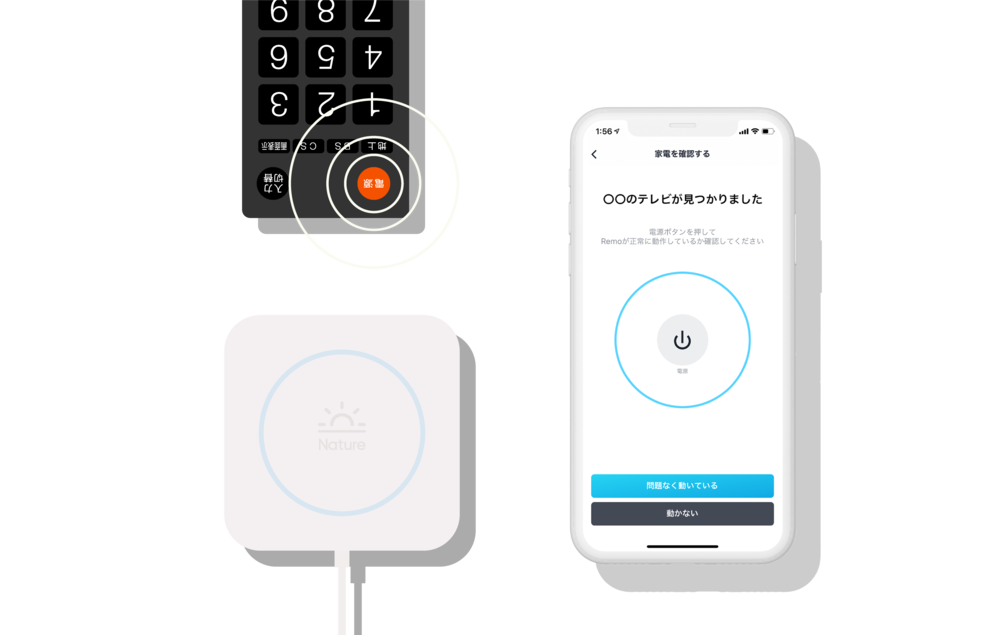 9 8 7
6 5 4
3 2 1
画面表示 CS BS 地上
入力
切替
電源
Nature
1:56
家電を確認する
〇〇のテレビが見つかりました
電源ボタンを押して
Remoが正常に動作しているか確認してください
電源
問題なく動いている
動かない